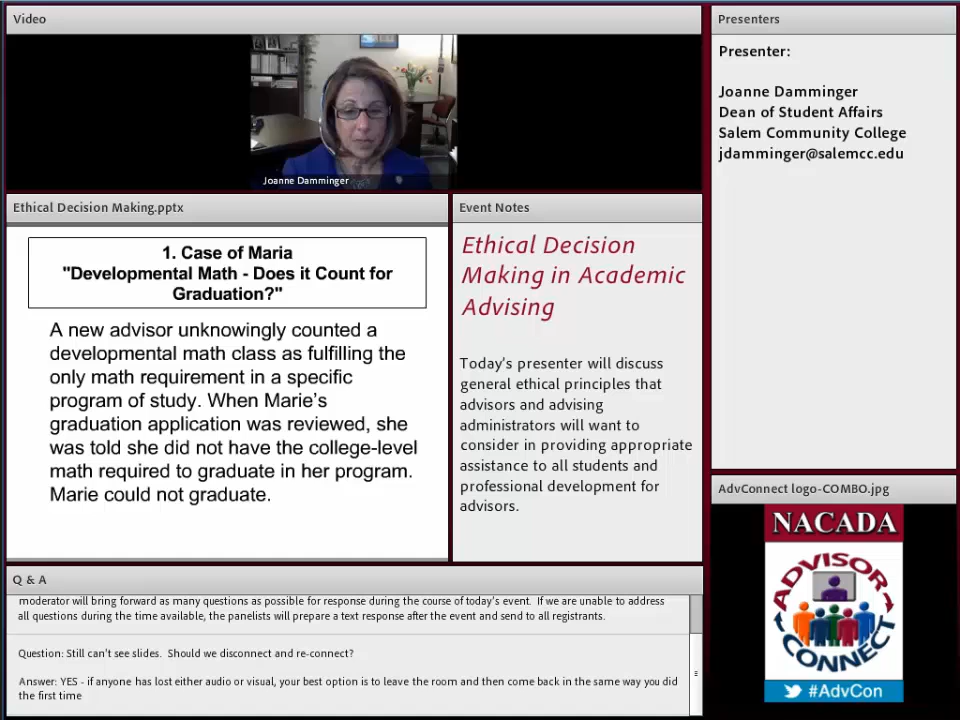 Video
Joanne Damminger
Presenters
Presenter:
Joanne Damminger
Dean of Student Affairs
Salem Community College
jdamminger@salemcc.edu
Ethical Decision Making.pptx
1. Case of Maria
"Developmental Math - Does it Count for
Graduation?"
A new advisor unknowingly counted a
developmental math class as fulfilling the
only math requirement in a specific
program of study. When Marie's
graduation application was reviewed, she
was told she did not have the college-level
math required to graduate in her program.
Marie could not graduate.
Event Notes
Ethical Decision
Making in Academic
Advising
Today's presenter will discuss
general ethical principles that
advisors and advising
administrators will want to
consider in providing appropriate
assistance to all students and
professional development for
advisors.
AdvConnect logo-COMBO.jpg
NACADA
ADVISOR
CONNECT
#AdvCon
Q & A
moderator will bring forward as many questions as possible for response during the course of today's event. If we are unable to address
all questions during the time available, the panelists will prepare a text response after the event and send to all registrants.
Question: Still can't see slides. Should we disconnect and re-connect?
Answer: YES - if anyone has lost either audio or visual, your best option is to leave the room and then come back in the same way you did
the first time